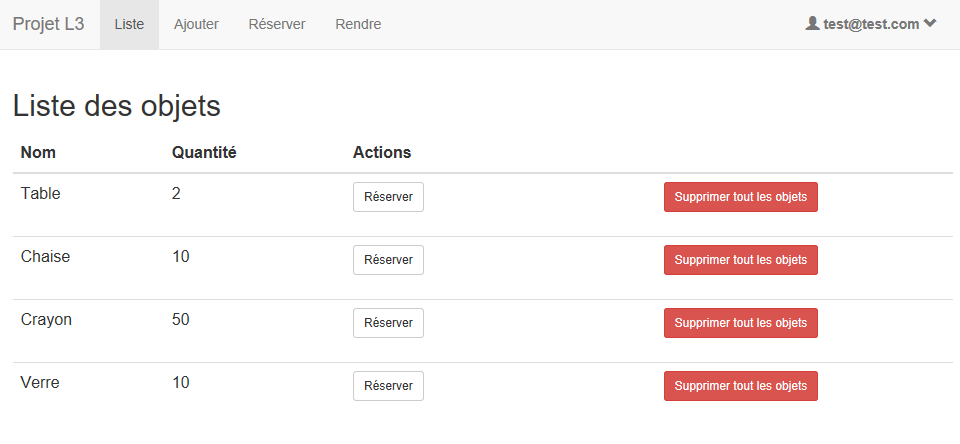 Projet L3 Liste Ajouter Réserver Rendre test@test.com
Liste des objets
Nom Quantité Actions
Table 2 Réserver Supprimer tout les objets
Chaise 10 Réserver Supprimer tout les objets
Crayon 50 Réserver Supprimer tout les objets
Verre 10 Réserver Supprimer tout les objets